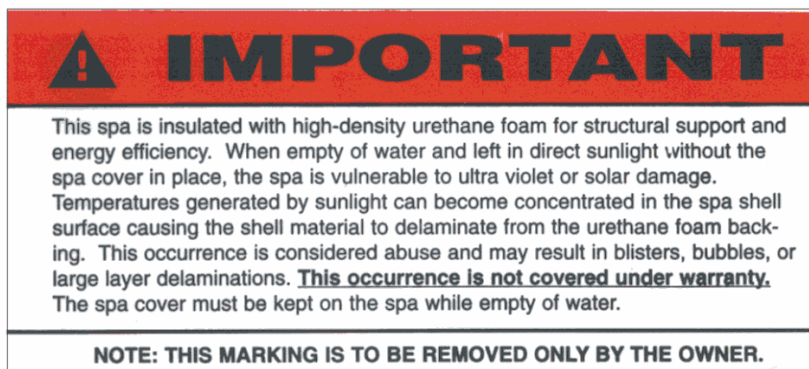 IMPORTANT
This spa is insulated with high-density urethane foam for structural support and
energy efficiency. When empty of water and left in direct sunlight without the
spa cover in place, the spa is vulnerable to ultra violet or solar damage.
Temperatures generated by sunlight can become concentrated in the spa shell
surface causing the shell material to delaminate from the urethane foam back-
ing. This occurrence is considered abuse and may result in blisters, bubbles, or
large layer delaminations. This occurrence is not covered under warranty.
The spa cover must be kept on the spa while empty of water.
NOTE: THIS MARKING IS TO BE REMOVED ONLY BY THE OWNER.